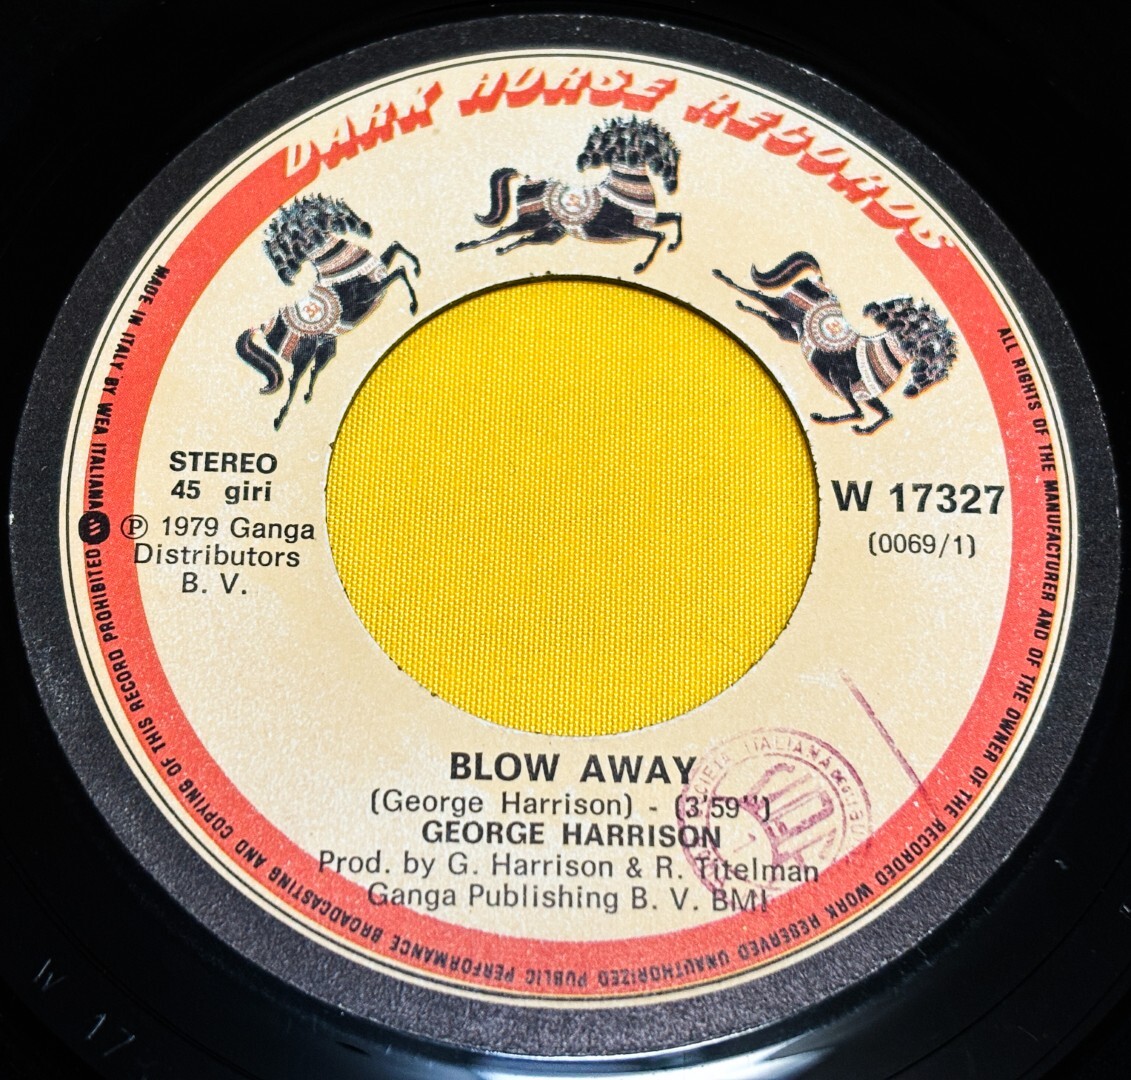 DARK HORSE RECORDS
STEREO
45 giri
℗ 1979 Ganga
Distributors
B. V.
W 17327
(0069/1)
BLOW AWAY
(George Harrison) - (3'59")
GEORGE HARRISON
Prod. by G. Harrison & R. Titelman
Ganga Publishing B. V. BMI
MADE IN ITALY BY WEA ITALIANA
ALL RIGHTS OF THE MANUFACTURER AND OF THE OWNER OF THE RECORDED WORK RESERVED UNAUTHORIZED PUBLIC PERFORMANCE BROADCASTING AND COPYING OF THIS RECORD PROHIBITED
ITALIANA
W 17